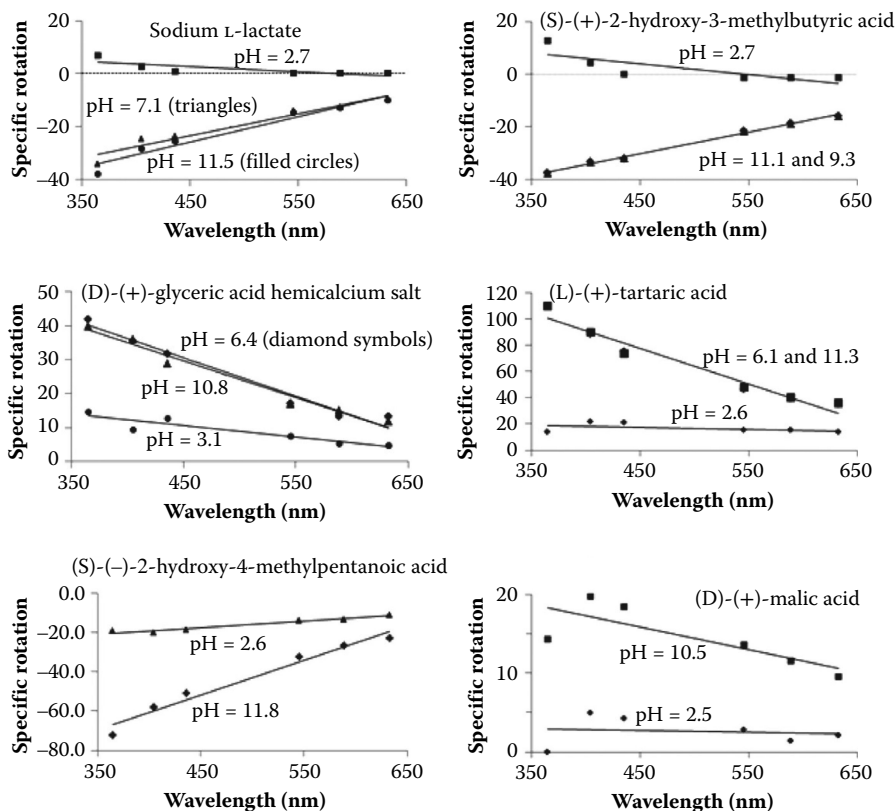 Sodium L-lactate
pH = 2.7
pH = 7.1 (triangles)
pH = 11.5 (filled circles)
20
0
−20
−40
350
450
550
650
Specific rotation
Wavelength (nm)
(S)-(+)-2-hydroxy-3-methylbutyric acid
pH = 2.7
pH = 11.1 and 9.3
20
0
−20
−40
350
450
550
650
Specific rotation
Wavelength (nm)
(D)-(+)-glyceric acid hemicalcium salt
pH = 6.4 (diamond symbols)
pH = 10.8
pH = 3.1
50
40
30
20
10
0
350
450
550
650
Specific rotation
Wavelength (nm)
(L)-(+)-tartaric acid
pH = 6.1 and 11.3
pH = 2.6
120
100
80
60
40
20
0
350
450
550
650
Specific rotation
Wavelength (nm)
(S)-(−)-2-hydroxy-4-methylpentanoic acid
pH = 2.6
pH = 11.8
0.0
−20.0
−40.0
−60.0
−80.0
350
450
550
650
Specific rotation
Wavelength (nm)
(D)-(+)-malic acid
pH = 10.5
pH = 2.5
20
10
0
350
450
550
650
Specific rotation
Wavelength (nm)